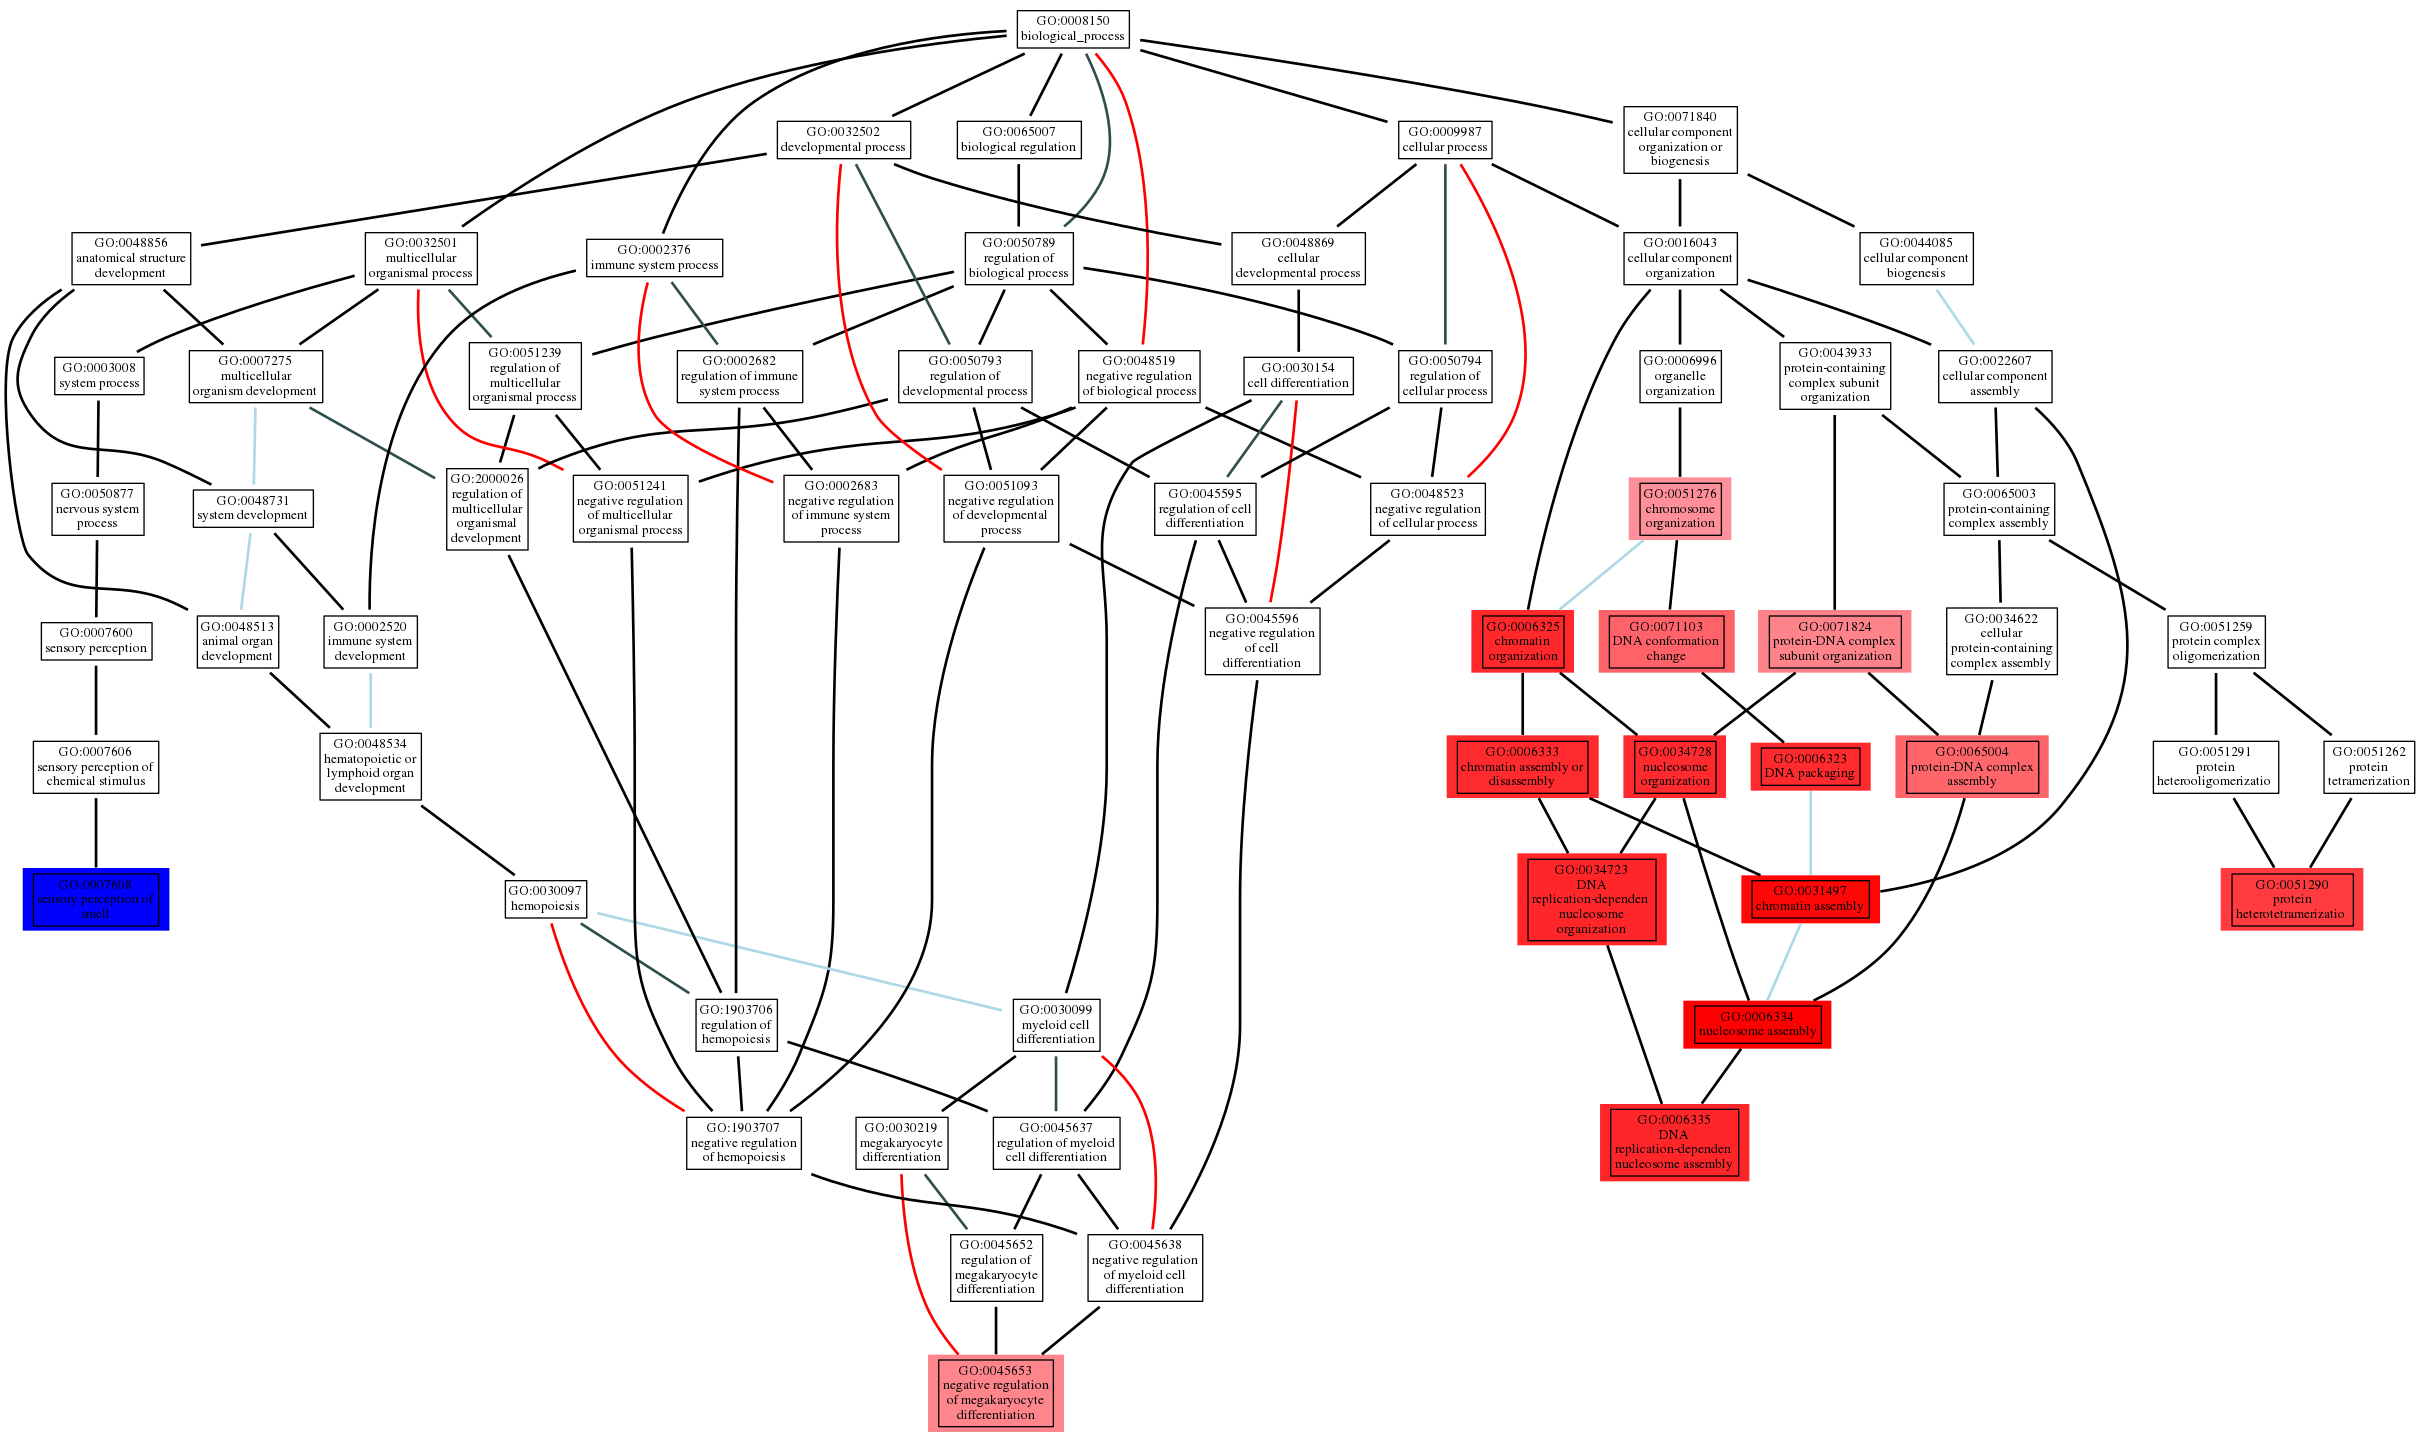 GO:0008150
biological_process
GO:0071840
cellular component
organization or
biogenesis
GO:0032502
developmental process
GO:0065007
biological regulation
GO:0009987
cellular process
GO:0048856
anatomical structure
development
GO:0032501
multicellular
organismal process
GO:0002376
immune system process
GO:0050789
regulation of
biological process
GO:0048869
cellular
developmental process
GO:0016043
cellular component
organization
GO:0044085
cellular component
biogenesis
GO:0003008
system process
GO:0007275
multicellular
organism development
GO:0051239
regulation of
multicellular
organismal process
GO:0002682
regulation of immune
system process
GO:0050793
regulation of
developmental process
GO:0048519
negative regulation
of biological process
GO:0030154
cell differentiation
GO:0050794
regulation of
cellular process
GO:0006996
organelle
organization
GO:0043933
protein-containing
complex subunit
organization
GO:0022607
cellular component
assembly
GO:0050877
nervous system
process
GO:0048731
system development
GO:2000026
regulation of
multicellular
organismal
development
GO:0051241
negative regulation
of multicellular
organismal process
GO:0002683
negative regulation
of immune system
process
GO:0051093
negative regulation
of developmental
process
GO:0045595
regulation of cell
differentiation
GO:0048523
negative regulation
of cellular process
GO:0051276
chromosome
organization
GO:0065003
protein-containing
complex assembly
GO:0007600
sensory perception
GO:0048513
animal organ
development
GO:0002520
immune system
development
GO:0045596
negative regulation
of cell
differentiation
GO:0006325
chromatin
organization
GO:0071103
DNA conformation
change
GO:0071824
protein-DNA complex
subunit organization
GO:0034622
cellular
protein-containing
complex assembly
GO:0051259
protein complex
oligomerization
GO:0007606
sensory perception of
chemical stimulus
GO:0048534
hematopoietic or
lymphoid organ
development
GO:0006333
chromatin assembly or
disassembly
GO:0034728
nucleosome
organization
GO:0006323
DNA packaging
GO:0065004
protein-DNA complex
assembly
GO:0051291
protein
heterooligomerizatio
GO:0051262
protein
tetramerization
GO:0007608
sensory perception of
smell
GO:0030097
hemopoiesis
GO:0034723
DNA
replication-dependen
nucleosome
organization
GO:0031497
chromatin assembly
GO:0051290
protein
heterotetramerizatio
GO:1903706
regulation of
hemopoiesis
GO:0030099
myeloid cell
differentiation
GO:0006334
nucleosome assembly
GO:1903707
negative regulation
of hemopoiesis
GO:0030219
megakaryocyte
differentiation
GO:0045637
regulation of myeloid
cell differentiation
GO:0006335
DNA
replication-dependen
nucleosome assembly
GO:0045652
regulation of
megakaryocyte
differentiation
GO:0045638
negative regulation
of myeloid cell
differentiation
GO:0045653
negative regulation
of megakaryocyte
differentiation